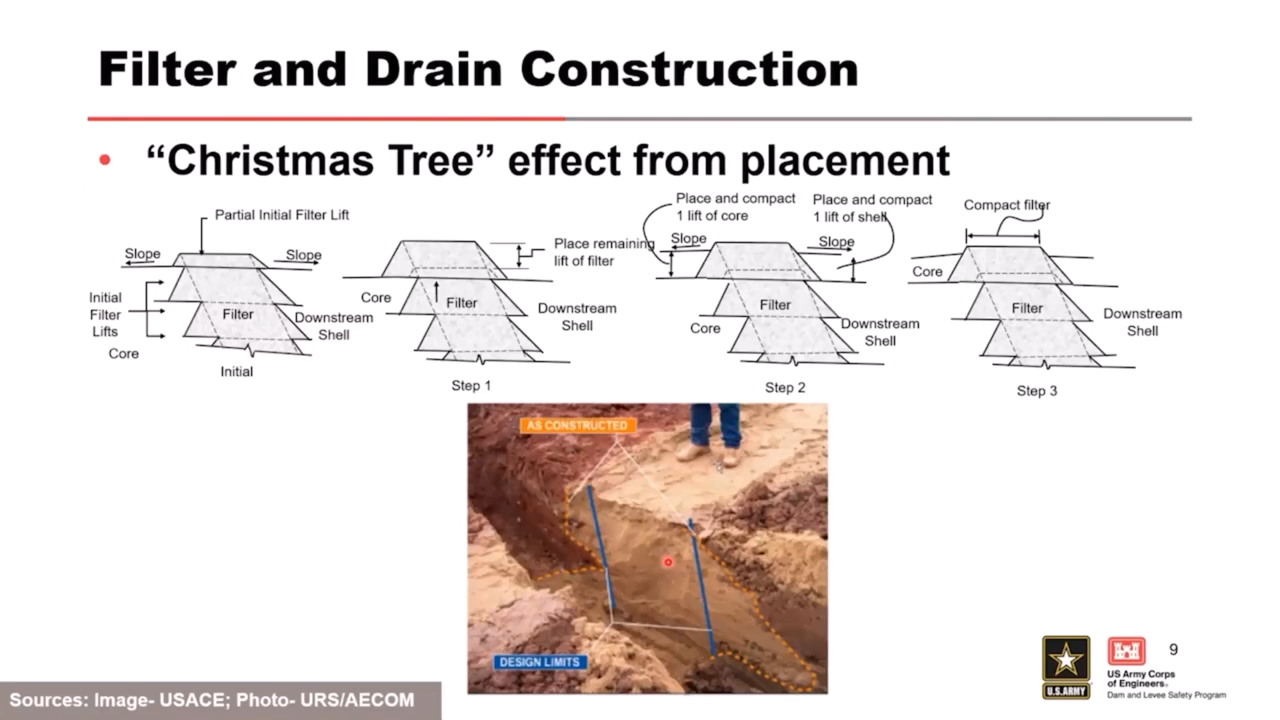 Filter and Drain Construction
• “Christmas Tree” effect from placement
Partial Initial Filter Lift
Slope
Slope
Initial
Filter
Lifts
Filter
Downstream
Shell
Core
Initial
Place remaining
lift of filter
Core
Filter
Downstream
Shell
Step 1
Place and compact
1 lift of core
Place and compact
1 lift of shell
Slope
Slope
Filter
Core
Downstream
Shell
Step 2
Compact filter
Core
Filter
Downstream
Shell
Step 3
AS CONSTRUCTED
DESIGN LIMITS
U.S.ARMY
US Army Corps
of Engineers®
Dam and Levee Safety Program
9
Sources: Image- USACE; Photo- URS/AECOM